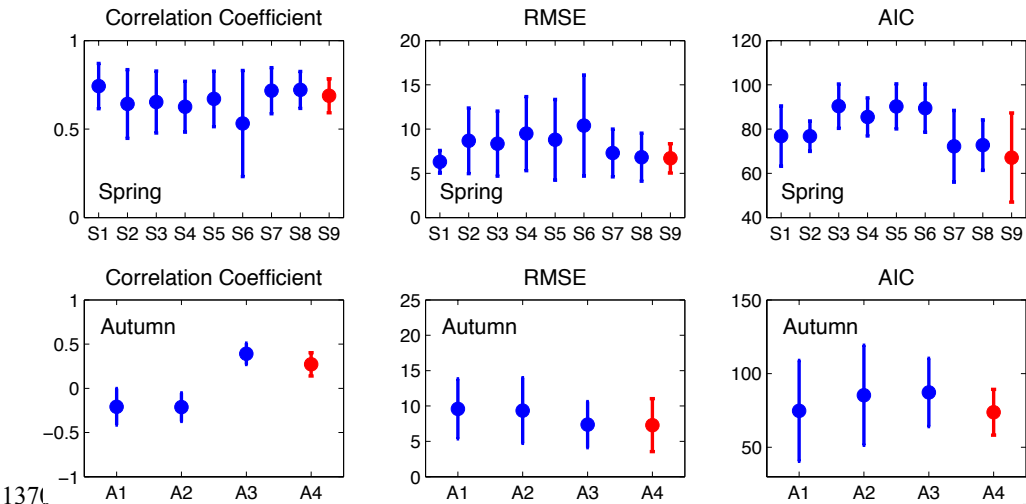 Correlation Coefficient RMSE AIC
1 20 120
15 100
0.5 10 80
5 60
Spring Spring Spring
0 0 40
S1 S2 S3 S4 S5 S6 S7 S8 S9 S1 S2 S3 S4 S5 S6 S7 S8 S9 S1 S2 S3 S4 S5 S6 S7 S8 S9
Correlation Coefficient RMSE AIC
1 25 150
Autumn Autumn Autumn
0.5 20
15 100
0 10
−0.5 5 50
−1 0
A1 A2 A3 A4 A1 A2 A3 A4 A1 A2 A3 A4